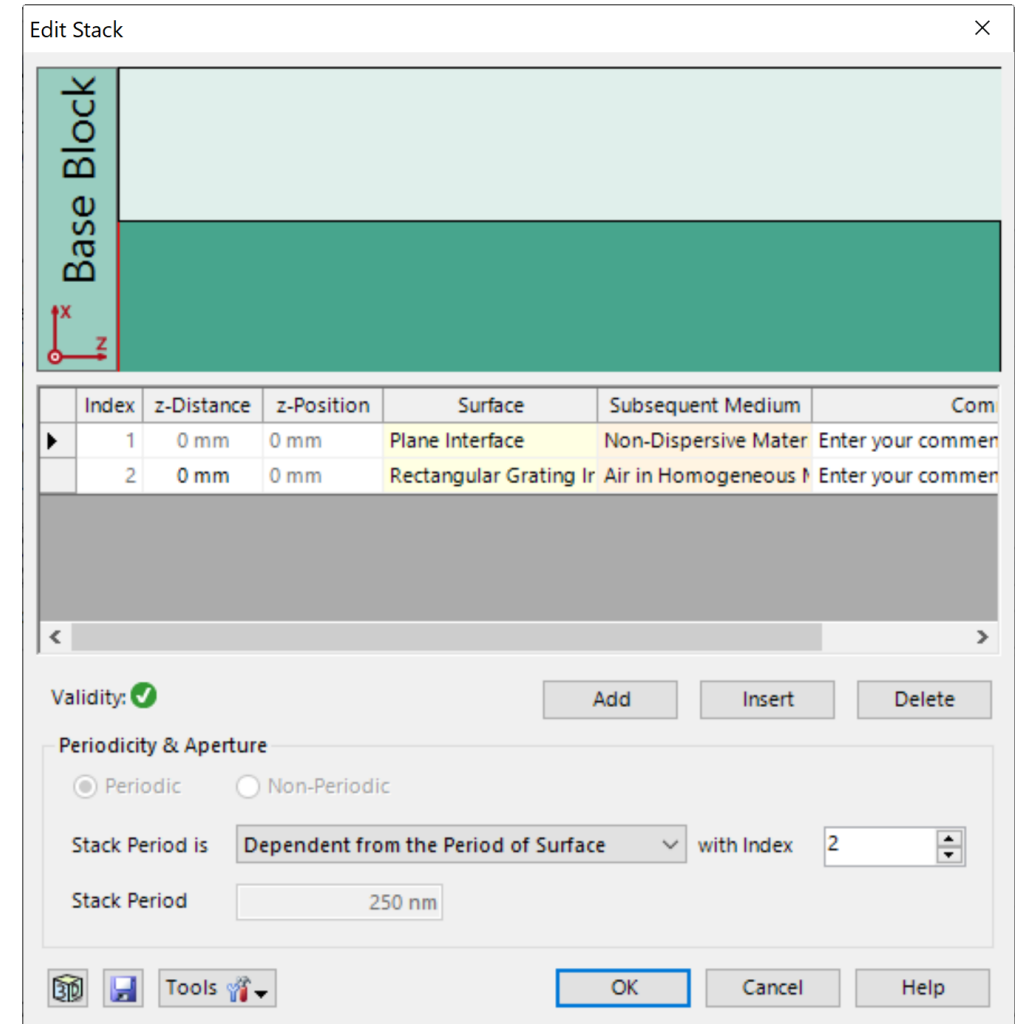 Edit Stack
Base Block
x
z
Index z-Distance z-Position Surface Subsequent Medium Com
1 0 mm 0 mm Plane Interface Non-Dispersive Mater Enter your commen
2 0 mm 0 mm Rectangular Grating Ir Air in Homogeneous M Enter your commen
Validity:
Add Insert Delete
Periodicity & Aperture
Periodic Non-Periodic
Stack Period is Dependent from the Period of Surface with Index 2
Stack Period 250 nm
3D Tools OK Cancel Help